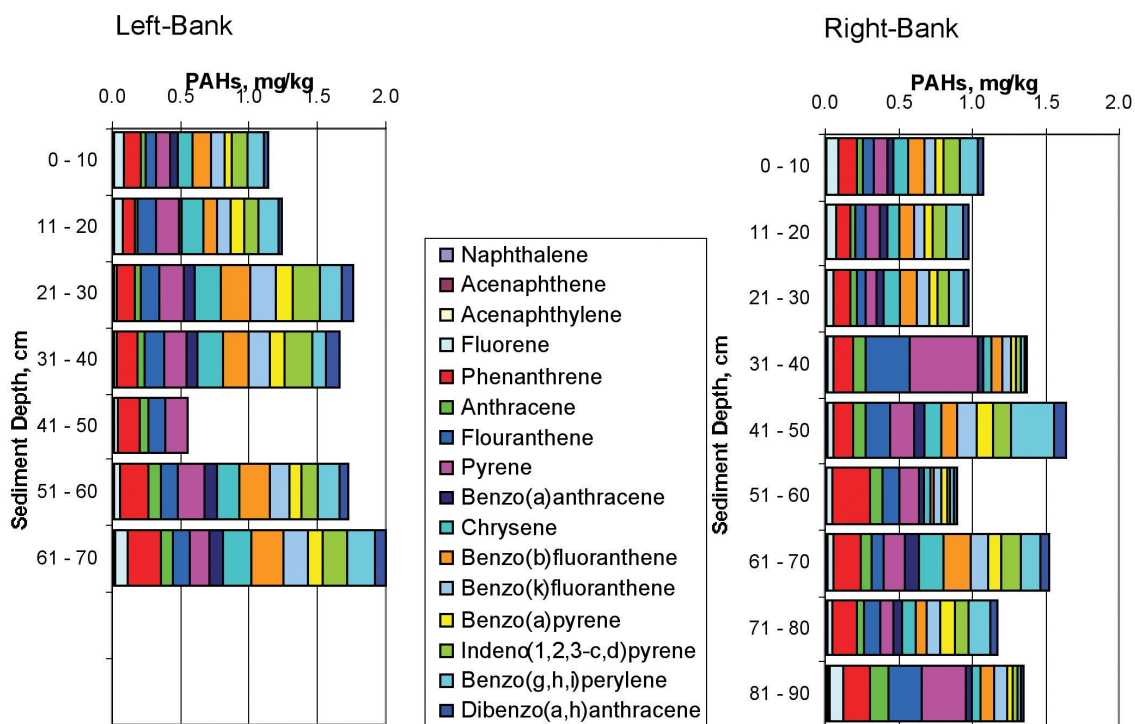 Left-Bank
PAHs, mg/kg
0.0 0.5 1.0 1.5 2.0
Sediment Depth, cm
0 - 10
11 - 20
21 - 30
31 - 40
41 - 50
51 - 60
61 - 70
Naphthalene
Acenaphthene
Acenaphthylene
Fluorene
Phenanthrene
Anthracene
Flouranthene
Pyrene
Benzo(a)anthracene
Chrysene
Benzo(b)fluoranthene
Benzo(k)fluoranthene
Benzo(a)pyrene
Indeno(1,2,3-c,d)pyrene
Benzo(g,h,i)perylene
Dibenzo(a,h)anthracene
Right-Bank
PAHs, mg/kg
0.0 0.5 1.0 1.5 2.0
Sediment Depth, cm
0 - 10
11 - 20
21 - 30
31 - 40
41 - 50
51 - 60
61 - 70
71 - 80
81 - 90